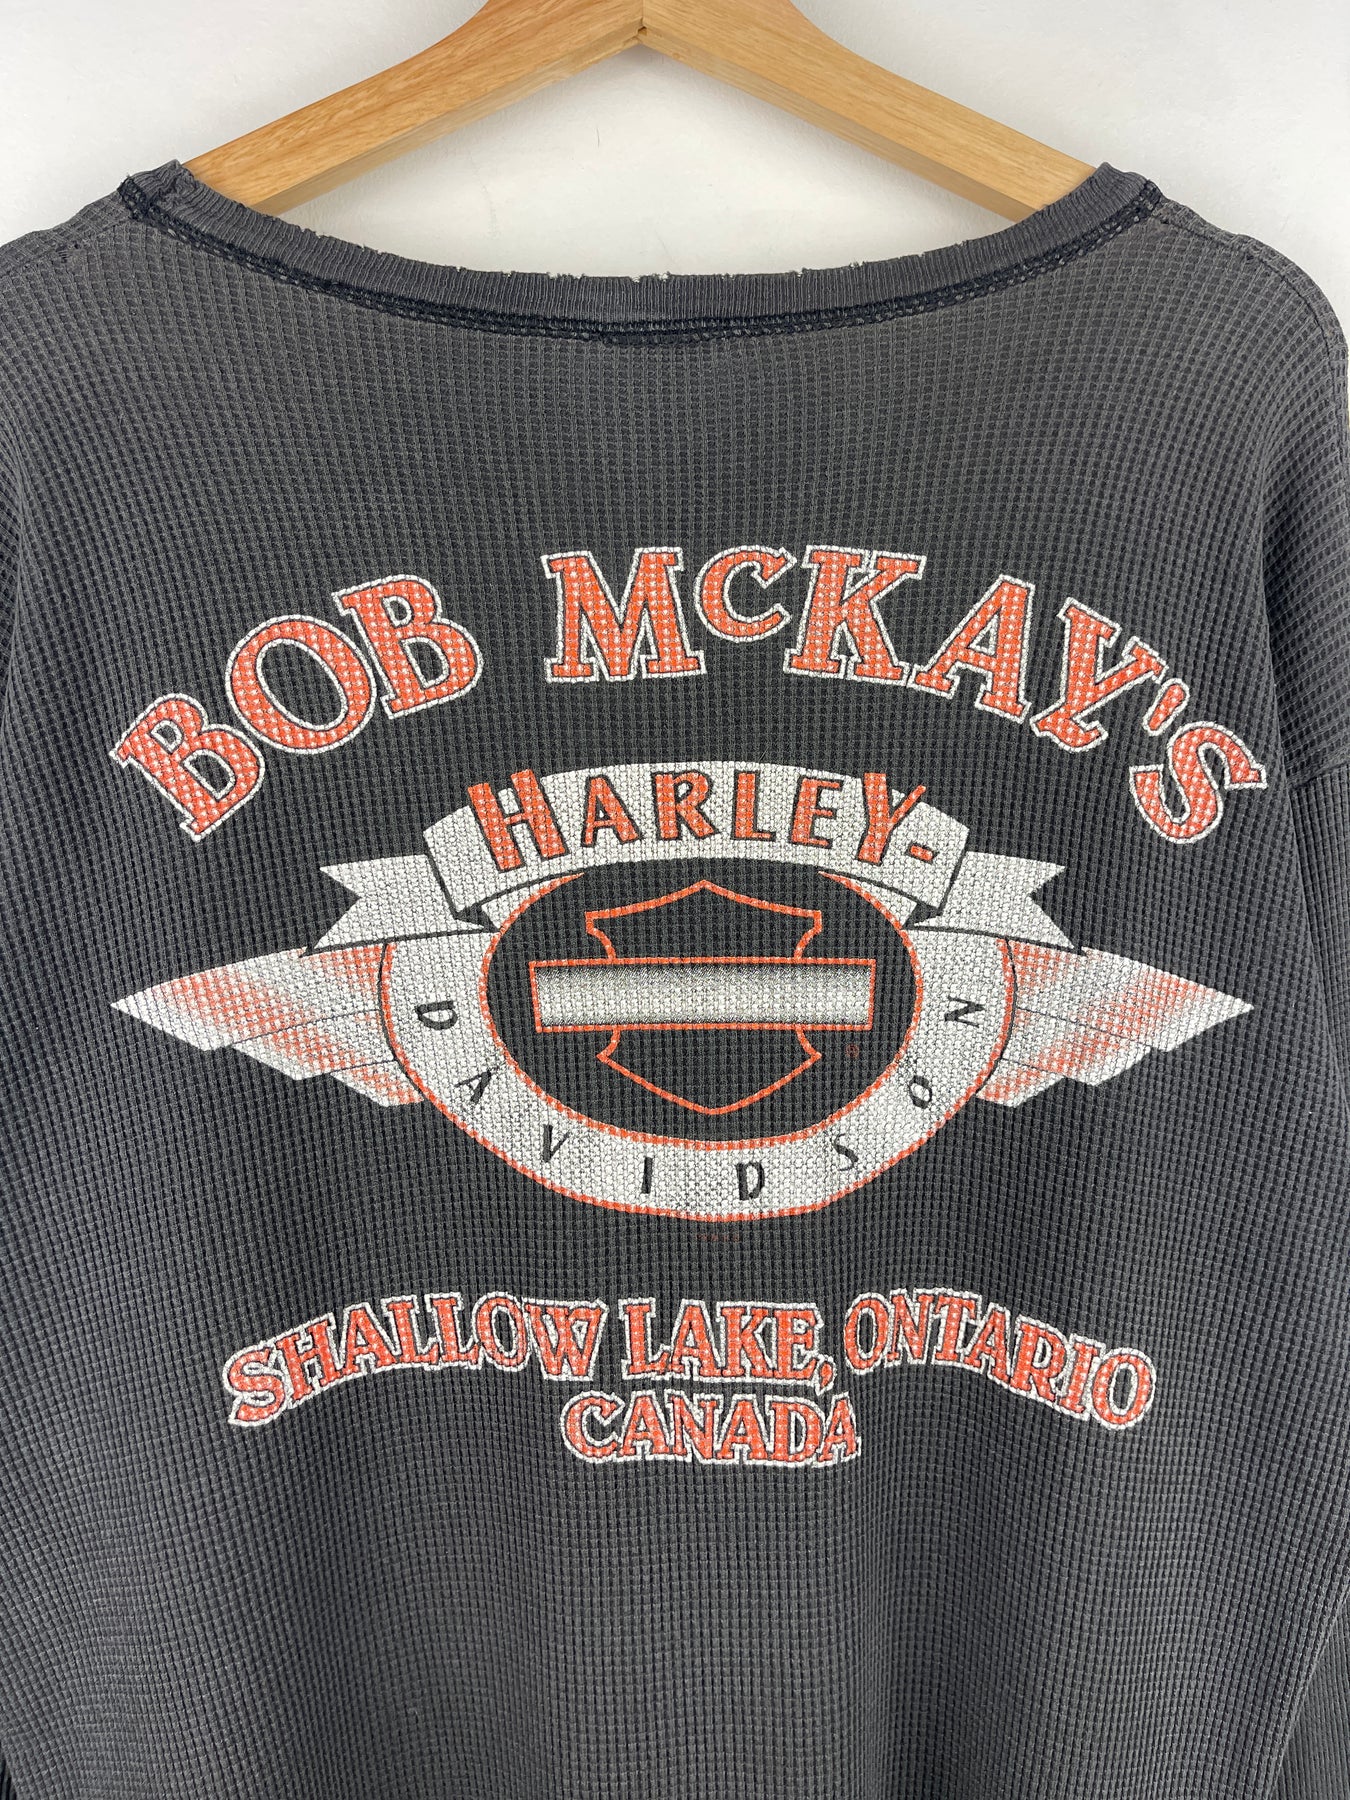 BOB McKAY'S
HARLEY-
DAVIDSON
SHALLOW LAKE, ONTARIO
CANADA